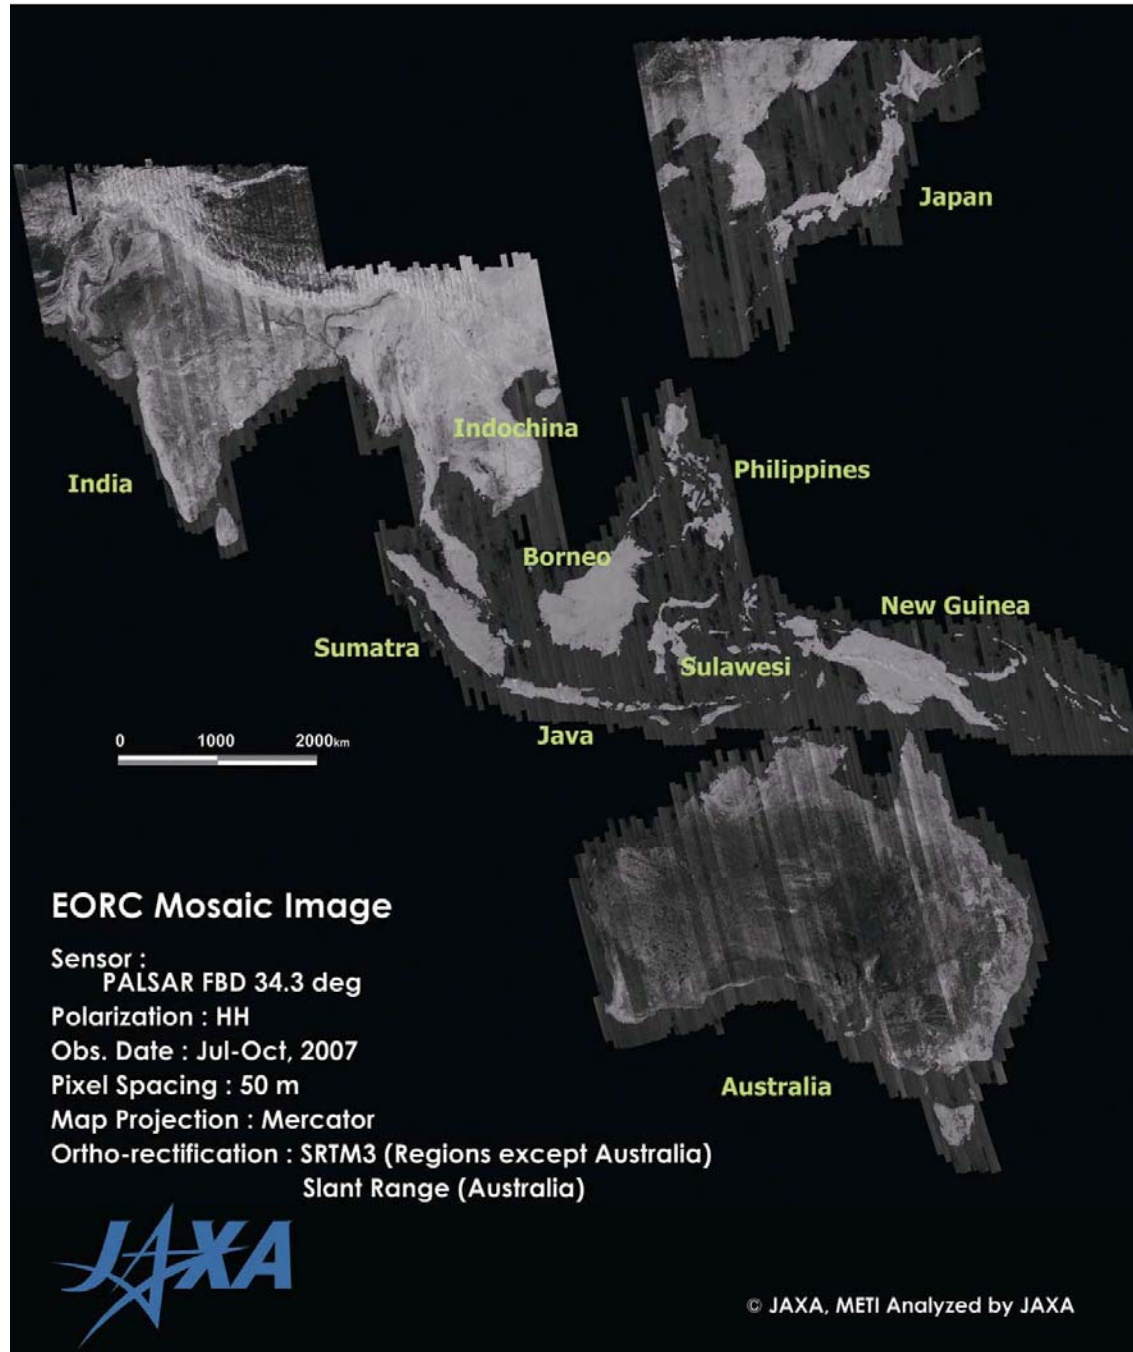 Japan
Indochina
India
Philippines
Borneo
New Guinea
Sumatra
Sulawesi
Java
0 1000 2000km
EORC Mosaic Image
Sensor :
PALSAR FBD 34.3 deg
Polarization : HH
Obs. Date : Jul-Oct, 2007
Pixel Spacing : 50 m
Map Projection : Mercator
Australia
Ortho-rectification : SRTM3 (Regions except Australia)
Slant Range (Australia)
JAXA
© JAXA, METI Analyzed by JAXA